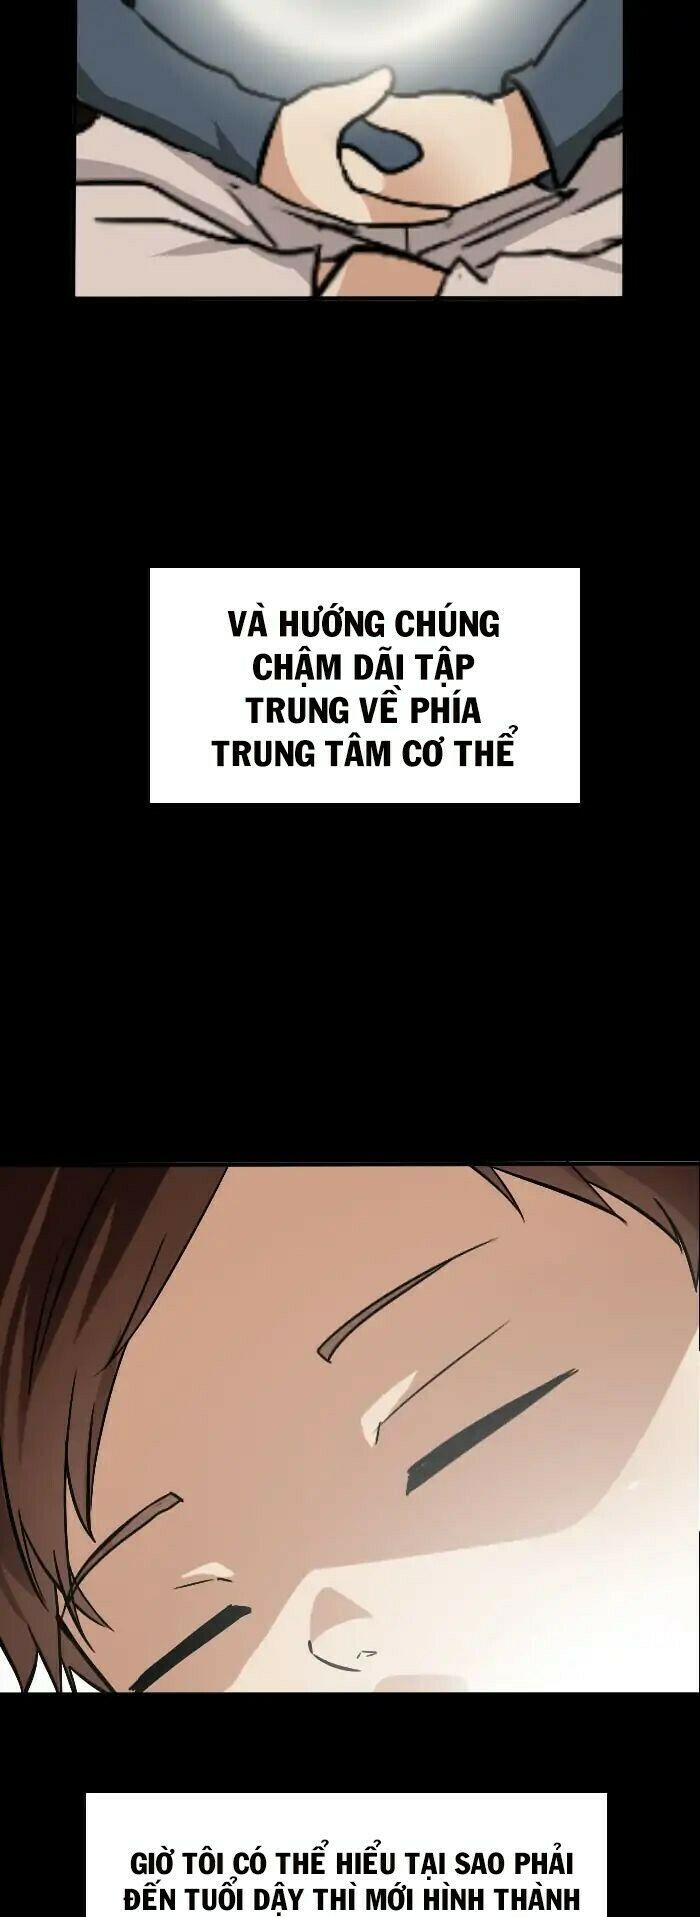 VÀ HƯỚNG CHÚNG
CHẬM DÃI TẬP
TRUNG VỀ PHÍA
TRUNG TÂM CƠ THỂ
GIỜ TÔI CÓ THỂ HIỂU TẠI SAO PHẢI
ĐẾN TUỔI DẬY THÌ MỚI HÌNH THÀNH